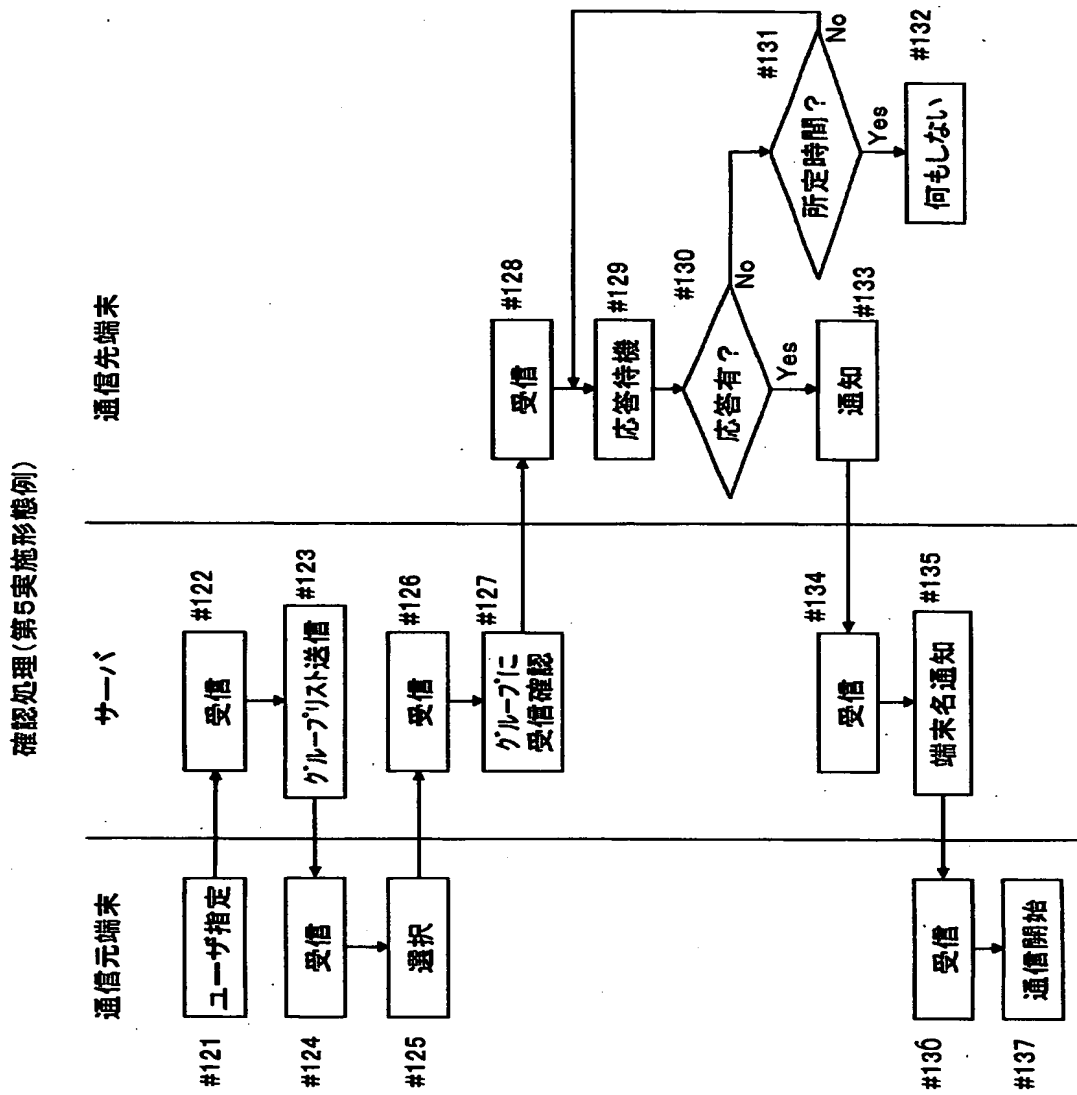 確認処理(第5実施形態例)
通信元端末
サーバ
通信先端末
#121
ユーザ指定
受信
#122
グループリスト送信
#123
#124
受信
#125
選択
受信
#126
グループに
受信確認
#127
受信
#128
応答待機
#129
応答有？
#130
No
Yes
所定時間？
#131
No
Yes
何もしない
#132
通知
#133
#134
受信
端末名通知
#135
#136
受信
#137
通信開始